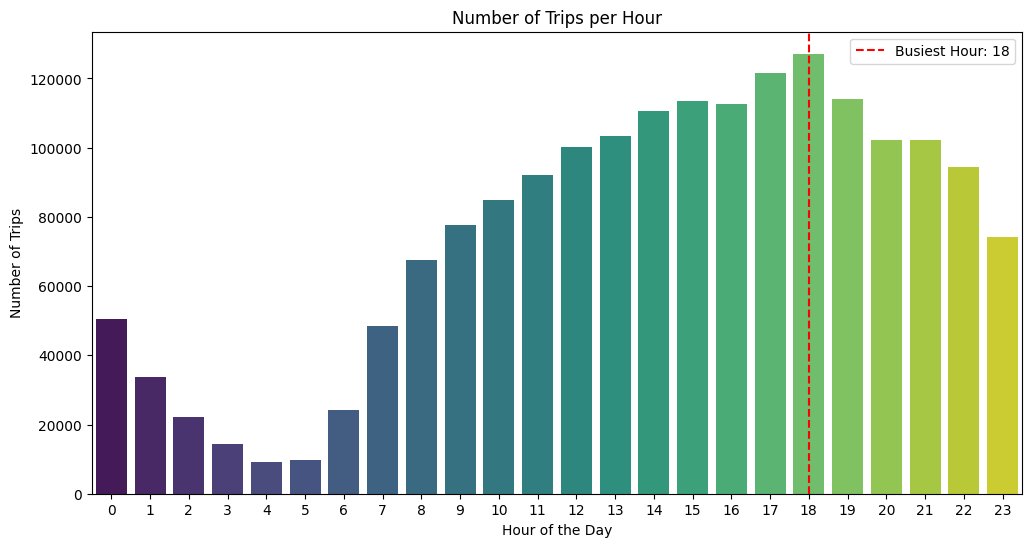 Number of Trips per Hour
Busiest Hour: 18
Number of Trips
120000
100000
80000
60000
40000
20000
0
0 1 2 3 4 5 6 7 8 9 10 11 12 13 14 15 16 17 18 19 20 21 22 23
Hour of the Day